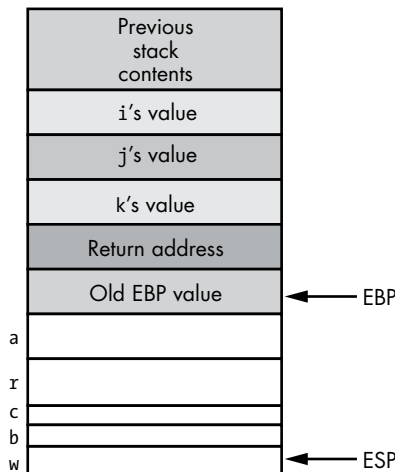 Previous
stack
contents
i's value
j's value
k's value
Return address
Old EBP value
EBP
a
r
c
b
w
ESP